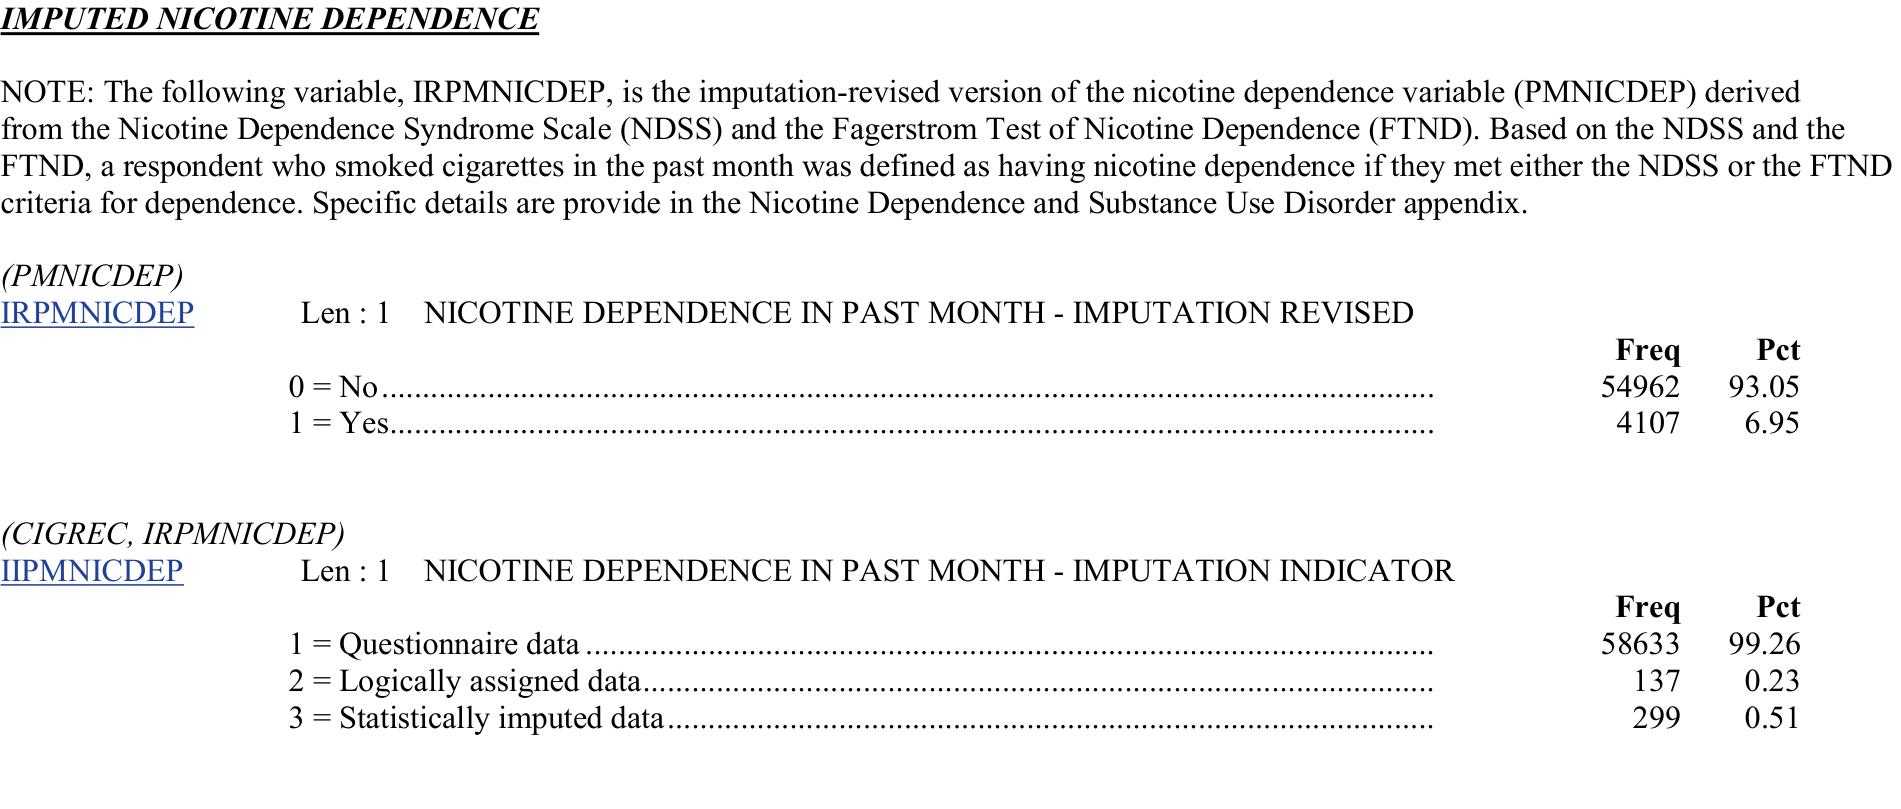 IMPUTED NICOTINE DEPENDENCE
NOTE: The following variable, IRPMNICDEP, is the imputation-revised version of the nicotine dependence variable (PMNICDEP) derived
from the Nicotine Dependence Syndrome Scale (NDSS) and the Fagerstrom Test of Nicotine Dependence (FTND). Based on the NDSS and the
FTND, a respondent who smoked cigarettes in the past month was defined as having nicotine dependence if they met either the NDSS or the FTND
criteria for dependence. Specific details are provide in the Nicotine Dependence and Substance Use Disorder appendix.
(PMNICDEP)
IRPMNICDEP Len : 1 NICOTINE DEPENDENCE IN PAST MONTH - IMPUTATION REVISED
Freq Pct
0 = No.......... 54962 93.05
1 = Yes.......... 4107 6.95
(CIGREC, IRPMNICDEP)
IIPMNICDEP Len : 1 NICOTINE DEPENDENCE IN PAST MONTH - IMPUTATION INDICATOR
Freq Pct
1 = Questionnaire data.......... 58633 99.26
2 = Logically assigned data.......... 137 0.23
3 = Statistically imputed data.......... 299 0.51